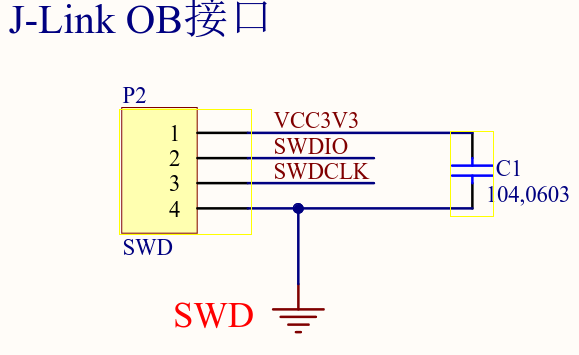 J-Link OB接口
P2
1
VCC3V3
2
SWDIO
3
SWDCLK
4
C1
104,0603
SWD
SWD